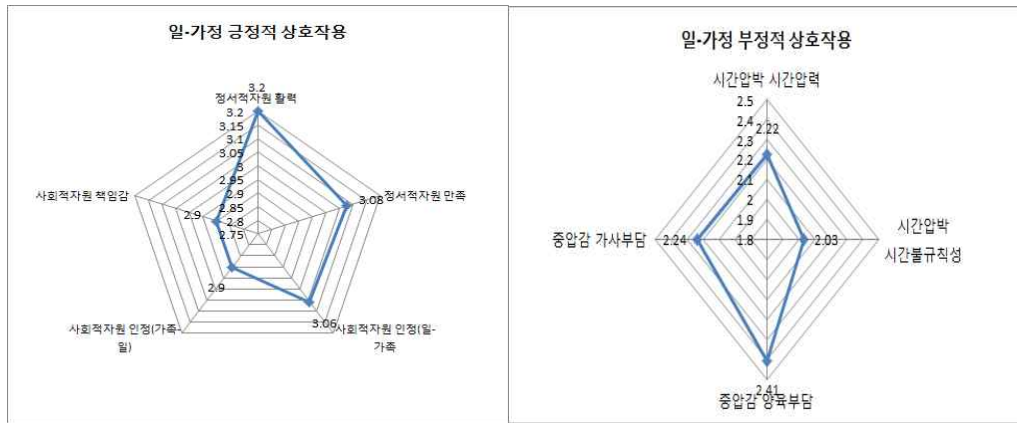 일-가정 긍정적 상호작용
3.2
정서적자원 활력
3.2
3.15
3.1
3.05
3
2.95
2.9
2.85
2.8
2.75
정서적자원 만족
3.08
사회적자원 인정(일-
가족
3.06
사회적자원 인정(가족-
일)
2.9
사회적자원 책임감
2.9
일-가정 부정적 상호작용
시간압박 시간압력
2.5
2.4
2.3
2.2
2.1
2
1.9
1.8
2.22
시간압박
시간불규칙성
2.03
2.41
중압감 양육부담
중압감 가사부담
2.24